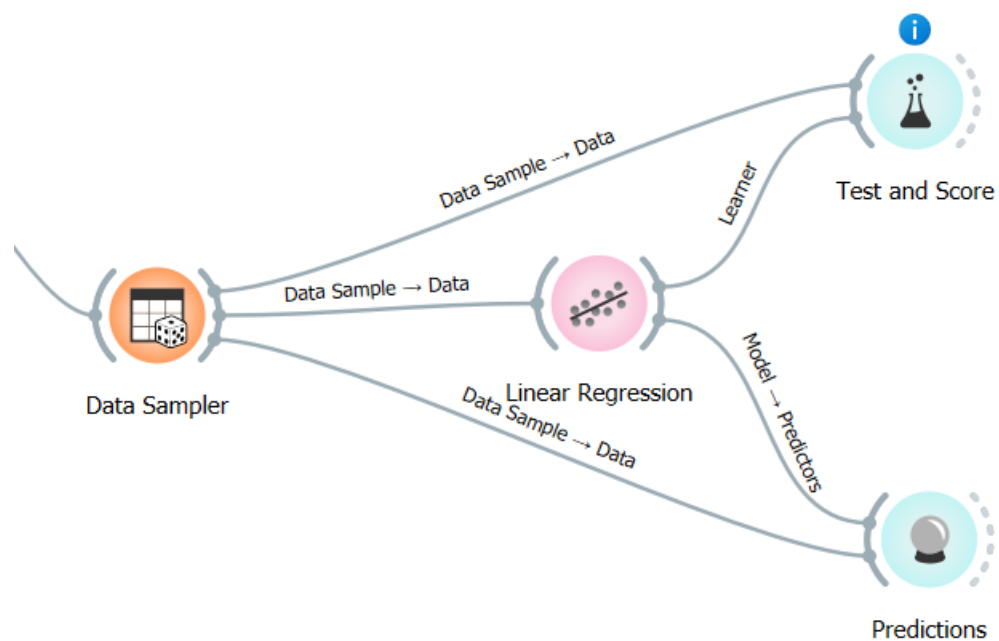 i
Test and Score
Data Sample → Data
Learner
Data Sample → Data
Data Sampler
Linear Regression
Data Sample → Data
Model → Predictors
Predictions